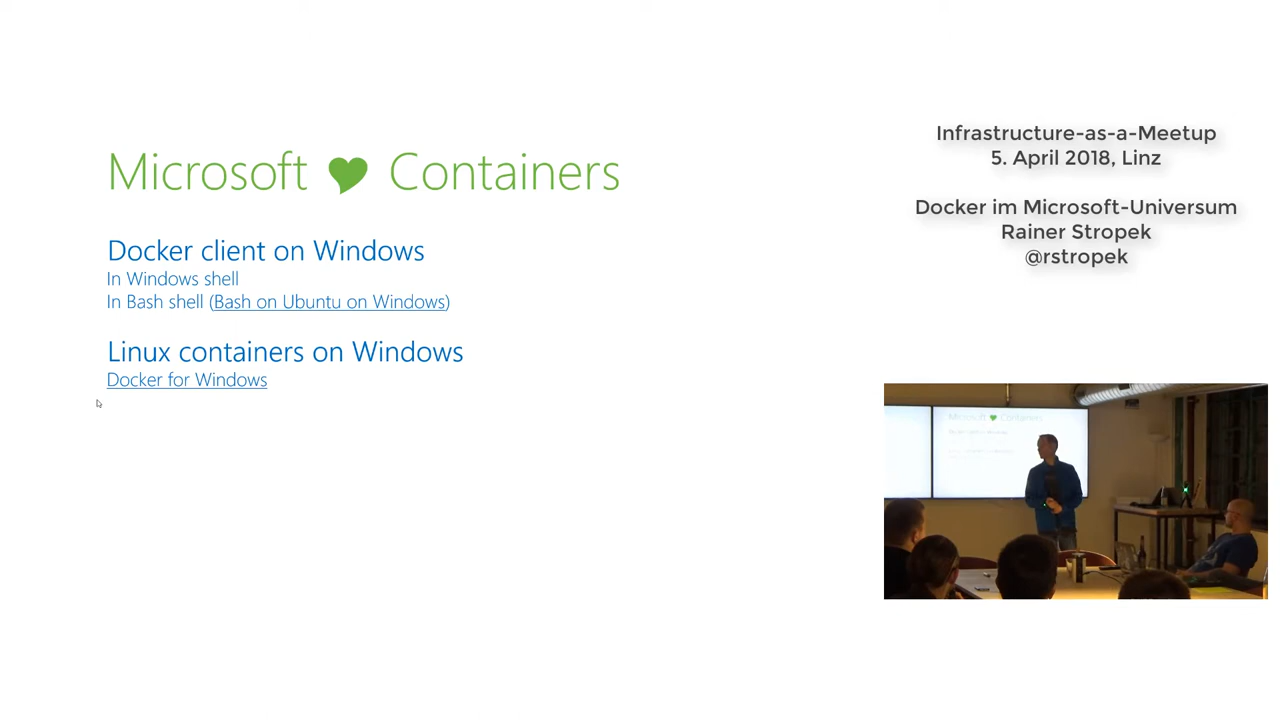 Microsoft 💚 Containers
Docker client on Windows
In Windows shell
In Bash shell (Bash on Ubuntu on Windows)
Linux containers on Windows
Docker for Windows
Infrastructure-as-a-Meetup
5. April 2018, Linz
Docker im Microsoft-Universum
Rainer Stropek
@rstropek
Microsoft 💚 Containers